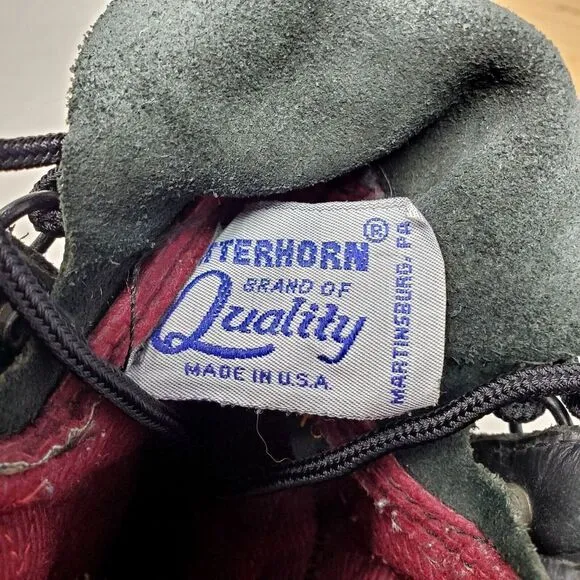 TTERHORN®
BRAND OF
Quality
MADE IN U.S.A.
MARTINSBURG, PA